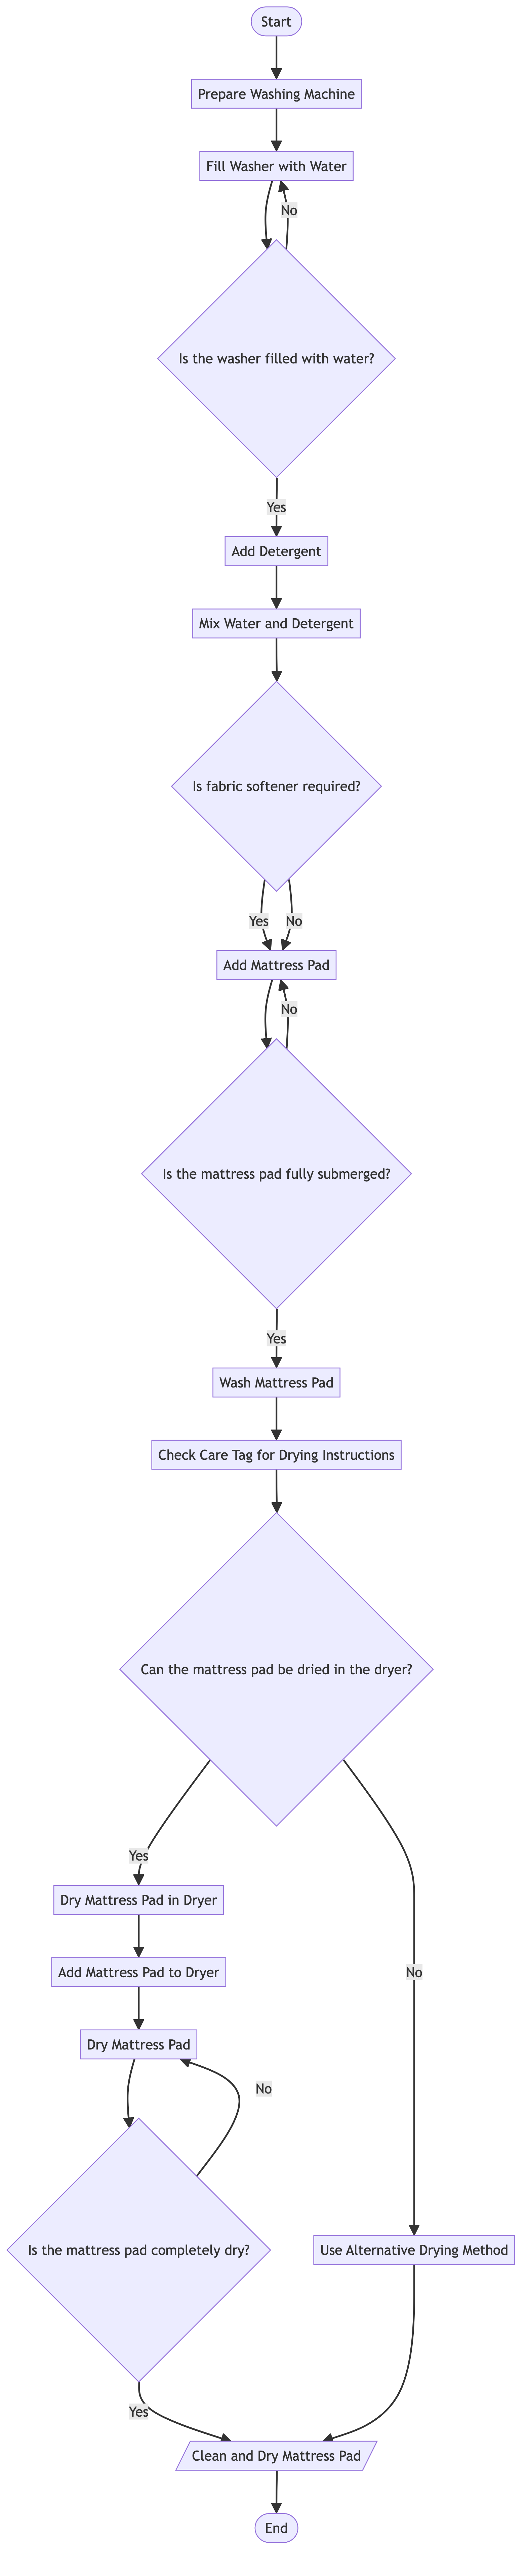 Start
Prepare Washing Machine
Fill Washer with Water
No
Is the washer filled with water?
Yes
Add Detergent
Mix Water and Detergent
Is fabric softener required?
Yes
No
Add Mattress Pad
No
Is the mattress pad fully submerged?
Yes
Wash Mattress Pad
Check Care Tag for Drying Instructions
Can the mattress pad be dried in the dryer?
Yes
Dry Mattress Pad in Dryer
Add Mattress Pad to Dryer
No
Dry Mattress Pad
No
Is the mattress pad completely dry?
Use Alternative Drying Method
Yes
Clean and Dry Mattress Pad
End